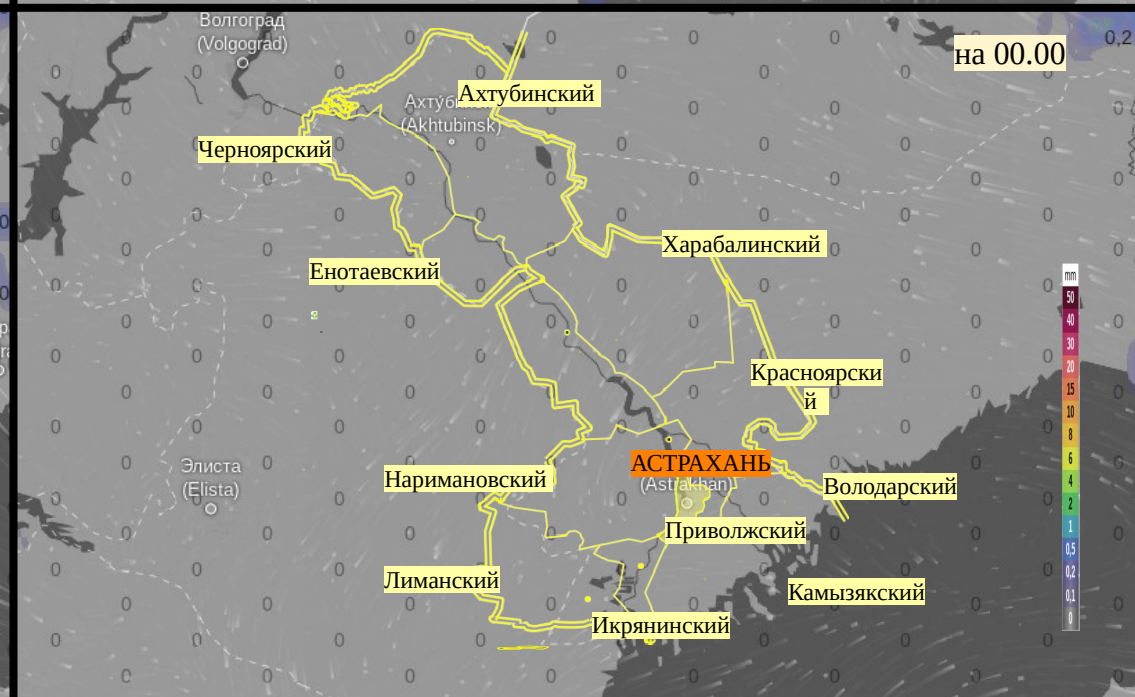 Волгоград
(Volgograd)
0,2
на 00.00
Ахтубинский
(Akhtubinsk)
Черноярский
Харабалинский
Енотаевский
mm
50
40
30
20
15
10
8
6
4
2
1
0,5
0,2
0,1
0
Красноярски
й
АСТРАХАНЬ
(Astrakhan)
Элиста
(Elista)
Наримановский
Володарский
Приволжский
Лиманский
Камызякский
Икрянинский